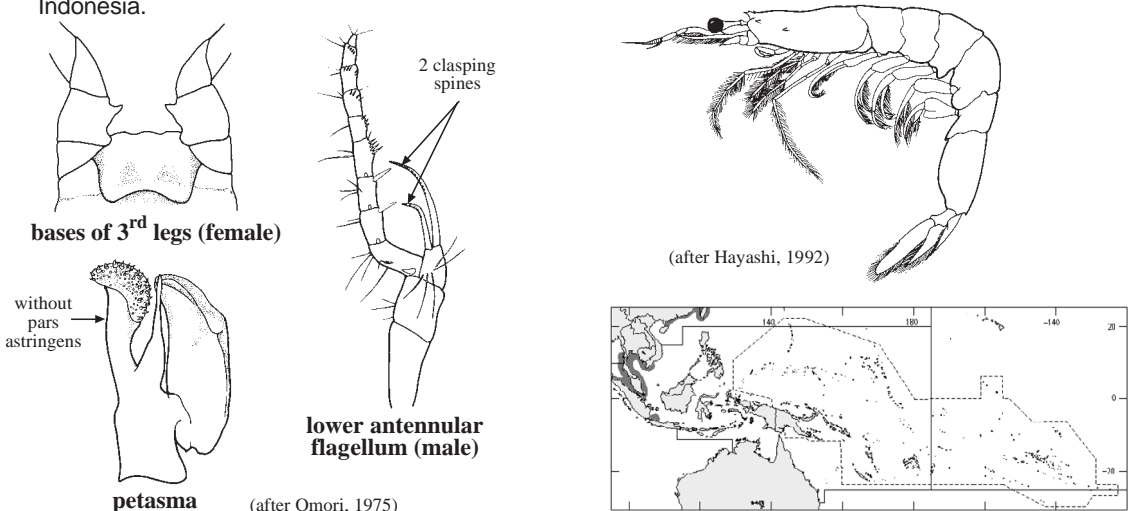 Indonesia.
2 clasping
spines
bases of 3rd legs (female)
without
pars
astringens
lower antennular
flagellum (male)
petasma
(after Omori, 1975)
(after Hayashi, 1992)
140
180
-140
20
0
-20